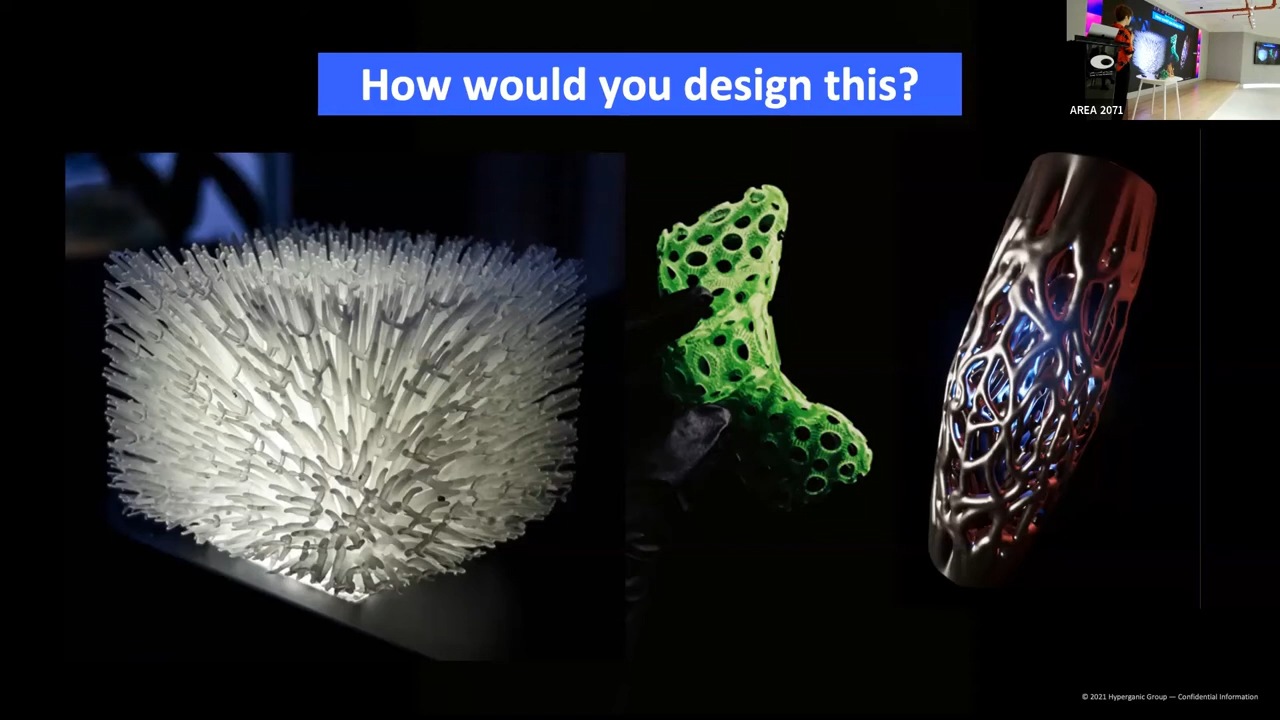 How would you design this?
AREA 2071
© 2021 Hyperganic Group — Confidential Information